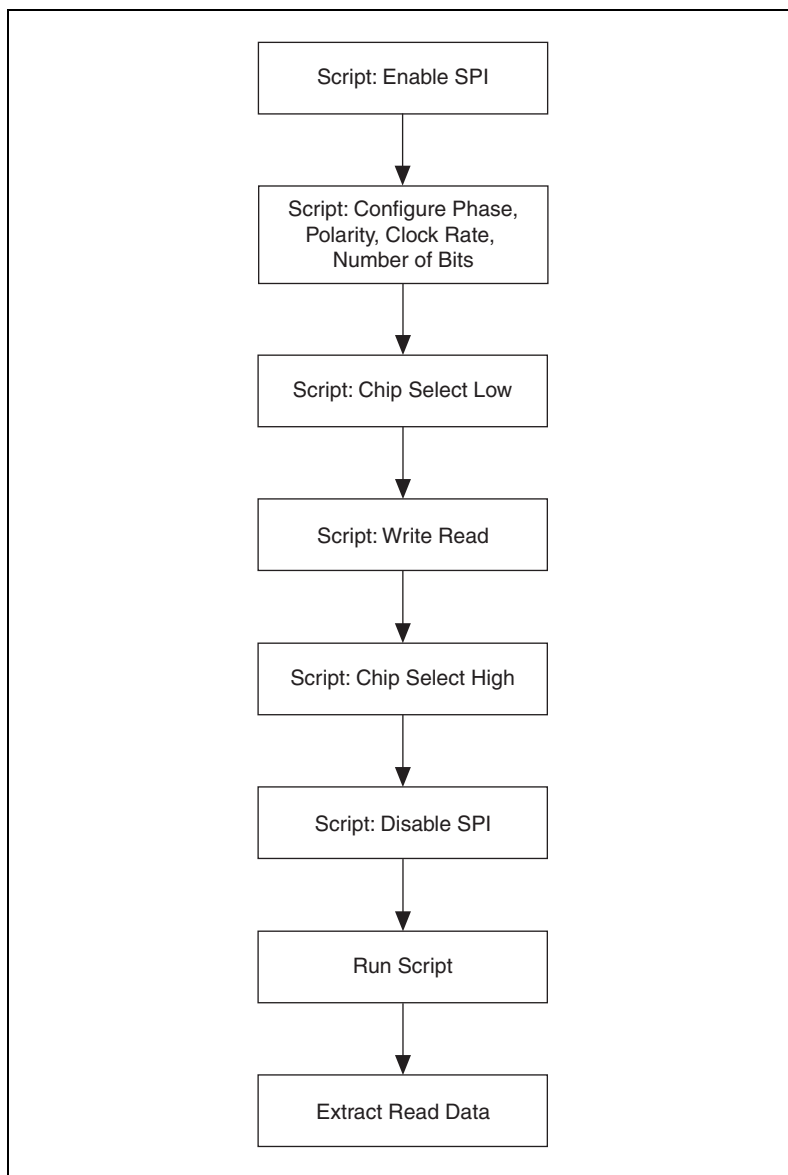 Script: Enable SPI
Script: Configure Phase,
Polarity, Clock Rate,
Number of Bits
Script: Chip Select Low
Script: Write Read
Script: Chip Select High
Script: Disable SPI
Run Script
Extract Read Data